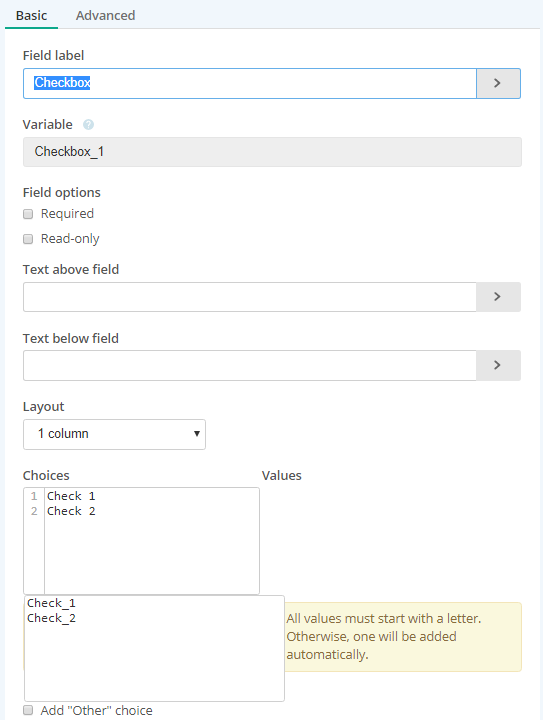 Basic Advanced
Field label
Checkbox
Variable ?
Checkbox_1
Field options
Required
Read-only
Text above field
Text below field
Layout
1 column
Choices Values
1 Check 1
2 Check 2
Check_1
Check_2
All values must start with a letter.
Otherwise, one will be added
automatically.
Add "Other" choice